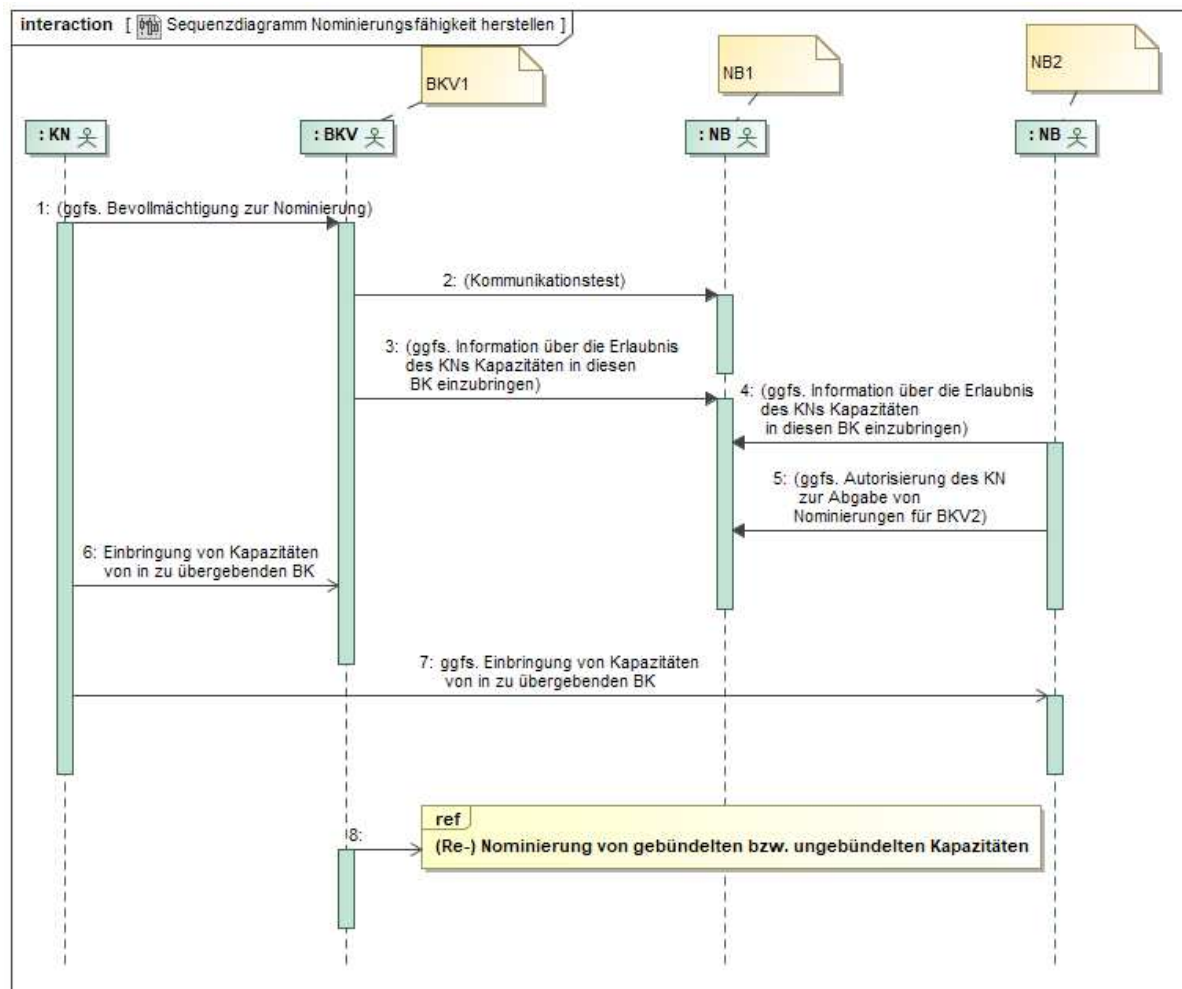 interaction [ Sequenzdiagramm Nominierungsfähigkeit herstellen ]
BKV1
NB1
NB2
: KN
: BKV
: NB
: NB
1: (ggfs. Bevollmächtigung zur Nominierung)
2: (Kommunikationstest)
3: (ggfs. Information über die Erlaubnis
des KNs Kapazitäten in diesen
BK einzubringen)
4: (ggfs. Information über die Erlaubnis
des KNs Kapazitäten
in diesen BK einzubringen)
5: (ggfs. Autorisierung des KN
zur Abgabe von
Nominierungen für BKV2)
6: Einbringung von Kapazitäten
von in zu übergebenden BK
7: ggfs. Einbringung von Kapazitäten
von in zu übergebenden BK
8:
ref
(Re-) Nominierung von gebündelten bzw. ungebündelten Kapazitäten